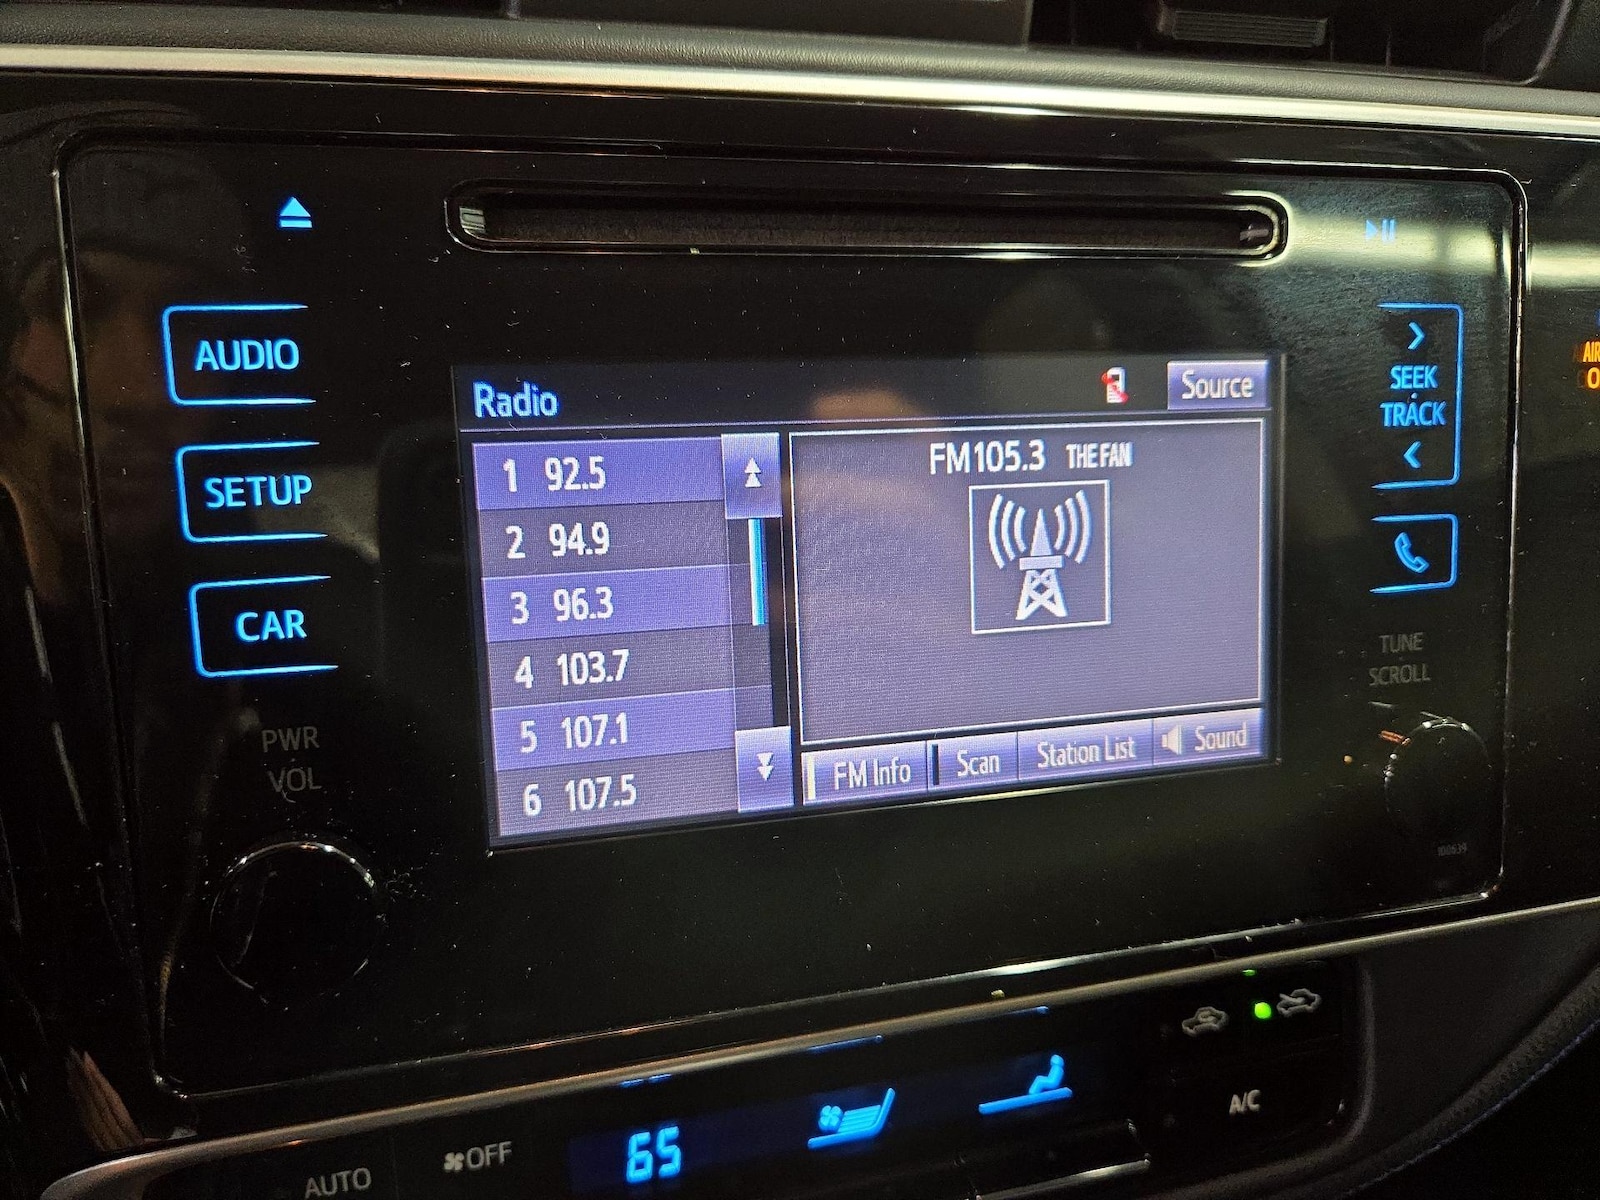 AUDIO
SETUP
CAR
PWR
VOL
Radio
Source
1 92.5
2 94.9
3 96.3
4 103.7
5 107.1
6 107.5
FM105.3 THE FAN
FM Info
Scan
Station List
Sound
SEEK
TRACK
TUNE
SCROLL
100639
AIR
AUTO
OFF
65
A/C